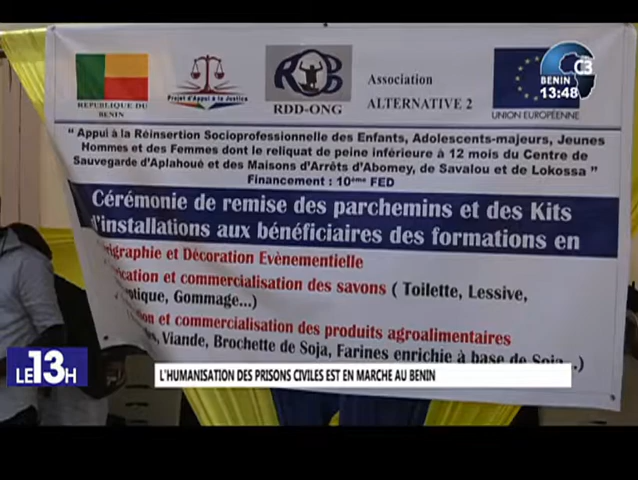 C3
BENIN
13:48
REPUBLIQUE DU
BENIN
Projet d'Appui à la Justice
RDD-ONG
Association
ALTERNATIVE 2
UNION EUROPÉENNE
" Appui à la Réinsertion Socioprofessionnelle des Enfants, Adolescents-majeurs, Jeunes
Hommes et des Femmes dont le reliquat de peine inférieure à 12 mois du Centre de
Sauvegarde d'Aplahoué et des Maisons d'Arrêts d'Abomey, de Savalou et de Lokossa "
Financement : 10ème FED
Cérémonie de remise des parchemins et des Kits
d'installations aux bénéficiaires des formations en
et Décoration Evènementielle
et commercialisation des savons ( Toilette, Lessive,
Gommage...)
et commercialisation des produits agroalimentaires
Viande, Brochette de Soja, Farines enrichie à base de Soja...)
LE 13H
L'HUMANISATION DES PRISONS CIVILES EST EN MARCHE AU BENIN